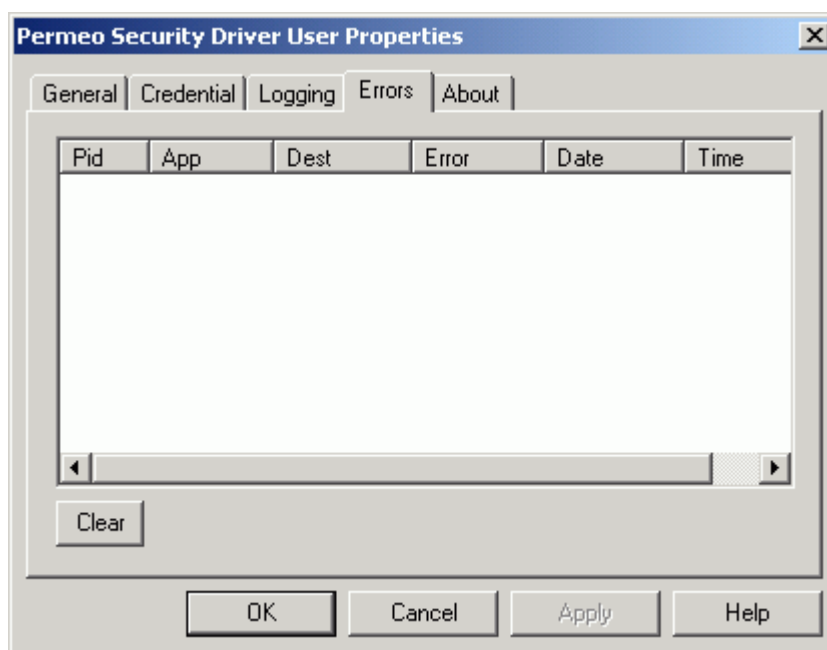 Permeo Security Driver User Properties
General Credential Logging Errors About
Pid App Dest Error Date Time
Clear
OK Cancel Apply Help